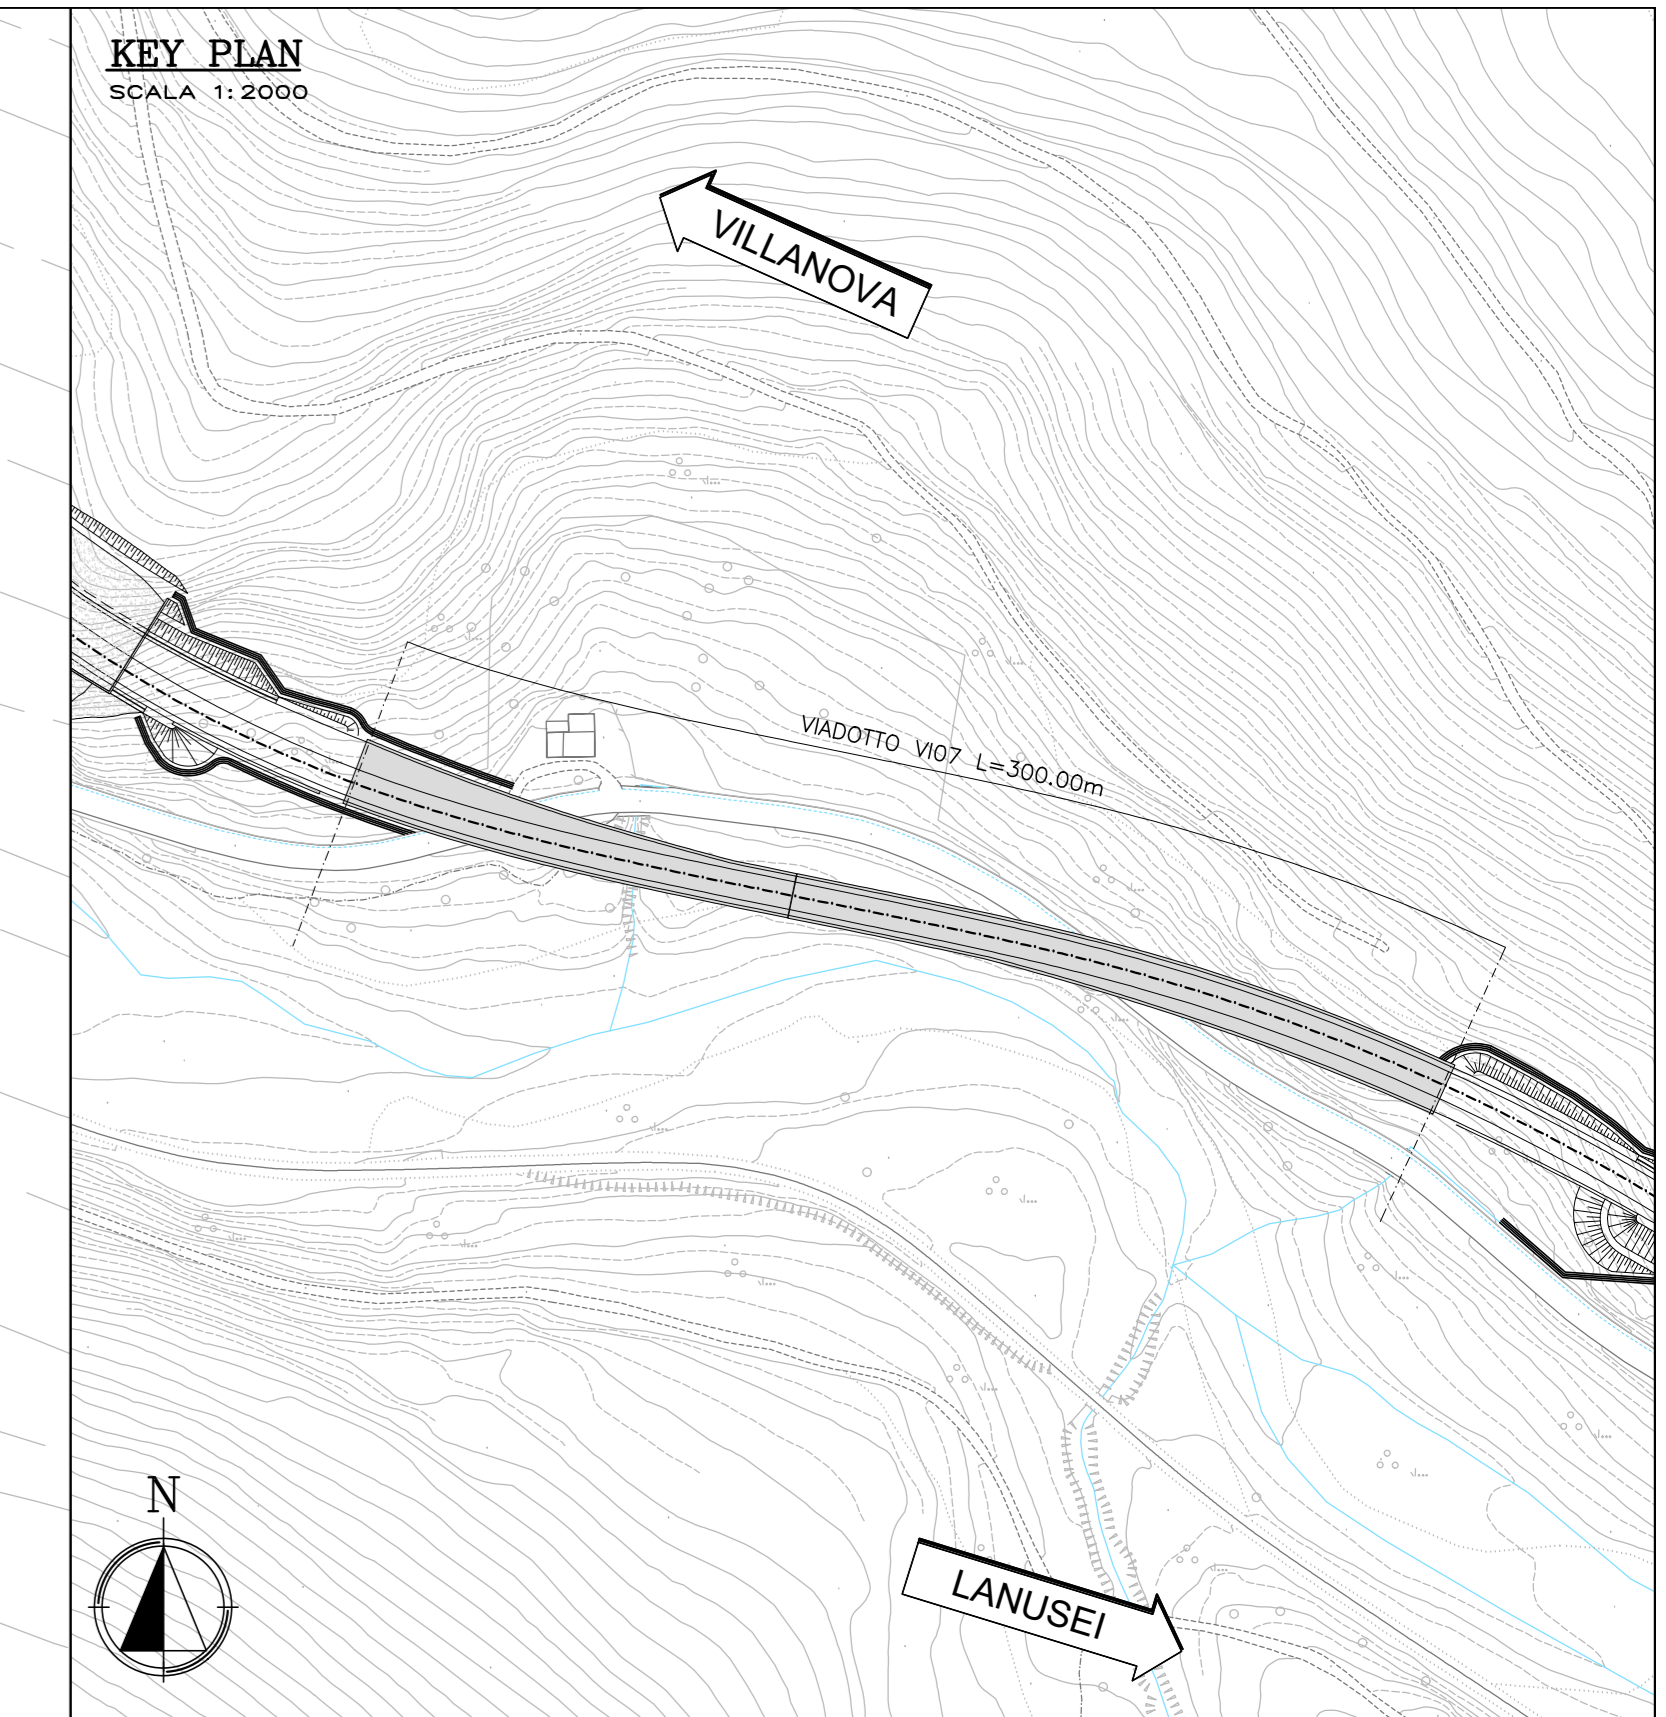 KEY PLAN
SCALA 1:2000
VILLANOVA
VIADOTTO VI07 L=300.00m
N
LANUSEI